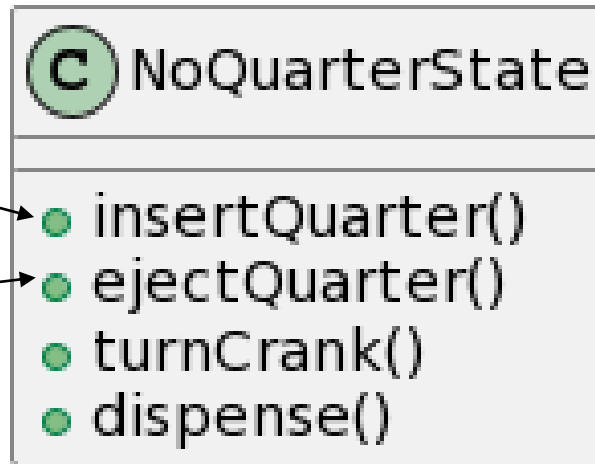 C NoQuarterState
insertQuarter()
ejectQuarter()
turnCrank()
dispense()